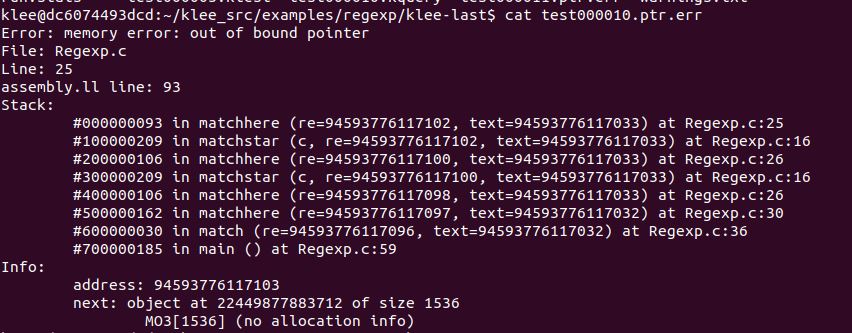 klee@dc6074493dcd:~/klee_src/examples/regexp/klee-last$ cat test000010.ptr.err
Error: memory error: out of bound pointer
File: Regexp.c
Line: 25
assembly.ll line: 93
Stack:
#000000093 in matchhere (re=94593776117102, text=94593776117033) at Regexp.c:25
#100000209 in matchstar (c, re=94593776117102, text=94593776117033) at Regexp.c:16
#200000106 in matchhere (re=94593776117100, text=94593776117033) at Regexp.c:26
#300000209 in matchstar (c, re=94593776117100, text=94593776117033) at Regexp.c:16
#400000106 in matchhere (re=94593776117098, text=94593776117033) at Regexp.c:26
#500000162 in matchhere (re=94593776117097, text=94593776117032) at Regexp.c:30
#600000030 in match (re=94593776117096, text=94593776117032) at Regexp.c:36
#700000185 in main () at Regexp.c:59
Info:
address: 94593776117103
next: object at 22449877883712 of size 1536
MO3[1536] (no allocation info)